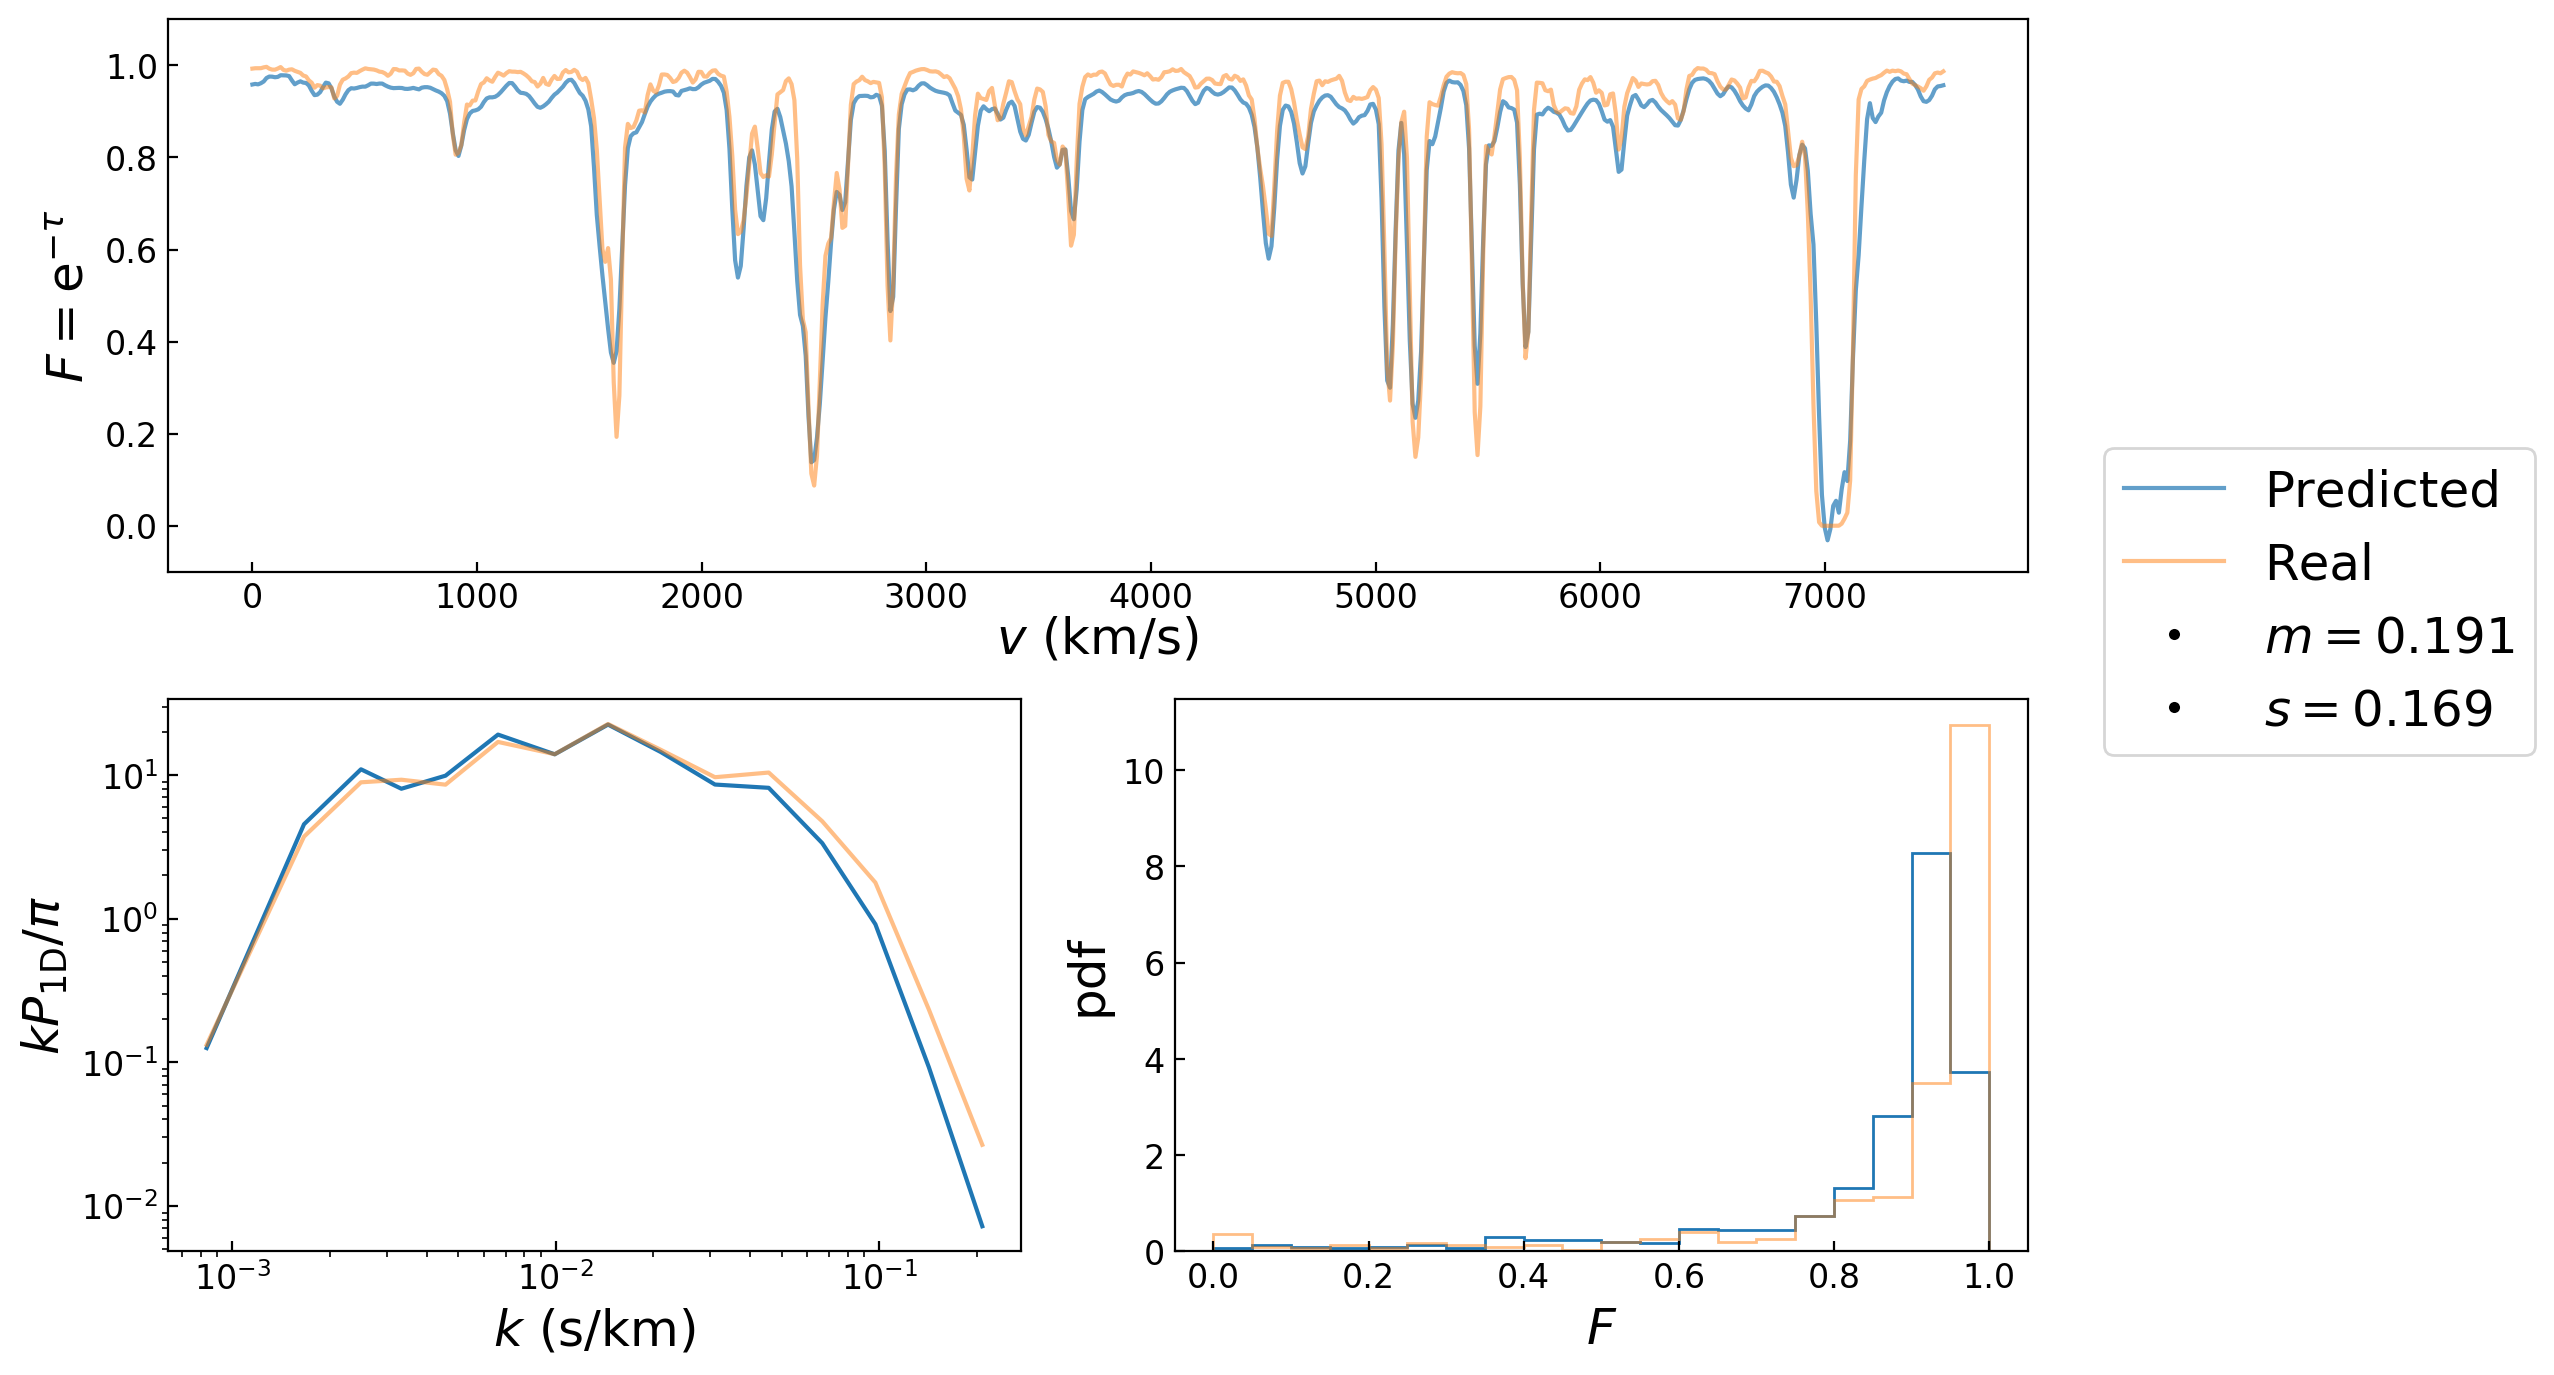 F = e^{−τ}
1.0
0.8
0.6
0.4
0.2
0.0
0 1000 2000 3000 4000 5000 6000 7000
v (km/s)
Predicted
Real
m = 0.191
s = 0.169
kP_{1D}/π
10^1
10^0
10^{−1}
10^{−2}
10^{−3} 10^{−2} 10^{−1}
k (s/km)
pdf
10
8
6
4
2
0
0.0 0.2 0.4 0.6 0.8 1.0
F